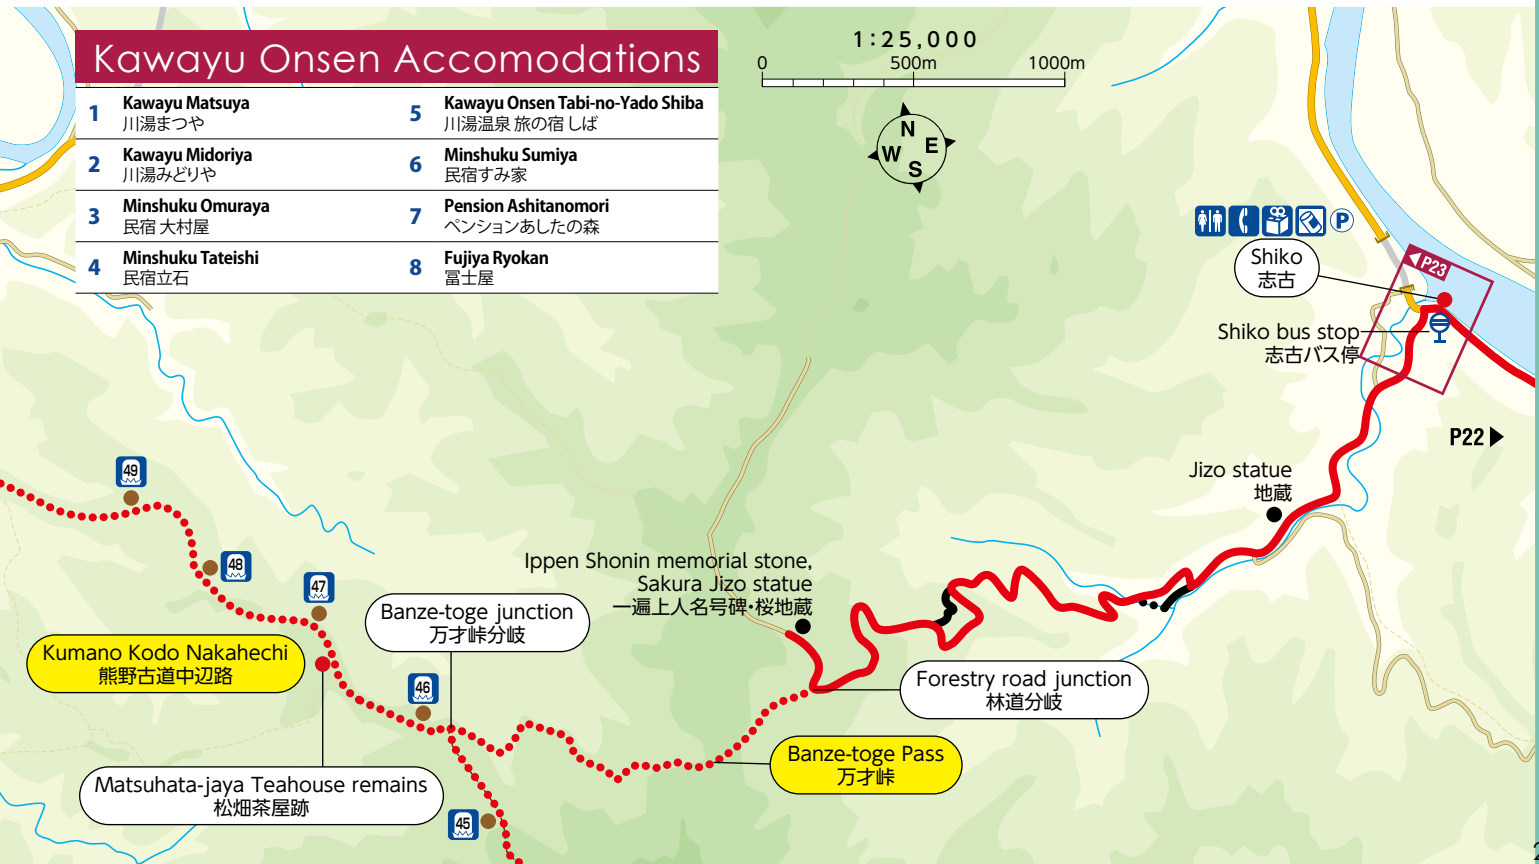 Kawayu Onsen Accomodations
1 Kawayu Matsuya
川湯まつや
2 Kawayu Midoriya
川湯みどりや
3 Minshuku Omuraya
民宿 大村屋
4 Minshuku Tateishi
民宿立石
5 Kawayu Onsen Tabi-no-Yado Shiba
川湯温泉 旅の宿 しば
6 Minshuku Sumiya
民宿すみ家
7 Pension Ashitanomori
ペンションあしたの森
8 Fujiya Ryokan
冨士屋
1:25,000
0 500m 1000m
N
W E
S
P
P23
Shiko
志古
Shiko bus stop
志古バス停
P22
Jizo statue
地蔵
49
48
47
Ippen Shonin memorial stone,
Sakura Jizo statue
一遍上人名号碑・桜地蔵
Banze-toge junction
万才峠分岐
Kumano Kodo Nakahechi
熊野古道中辺路
46
Forestry road junction
林道分岐
Banze-toge Pass
万才峠
Matsuhata-jaya Teahouse remains
松畑茶屋跡
45